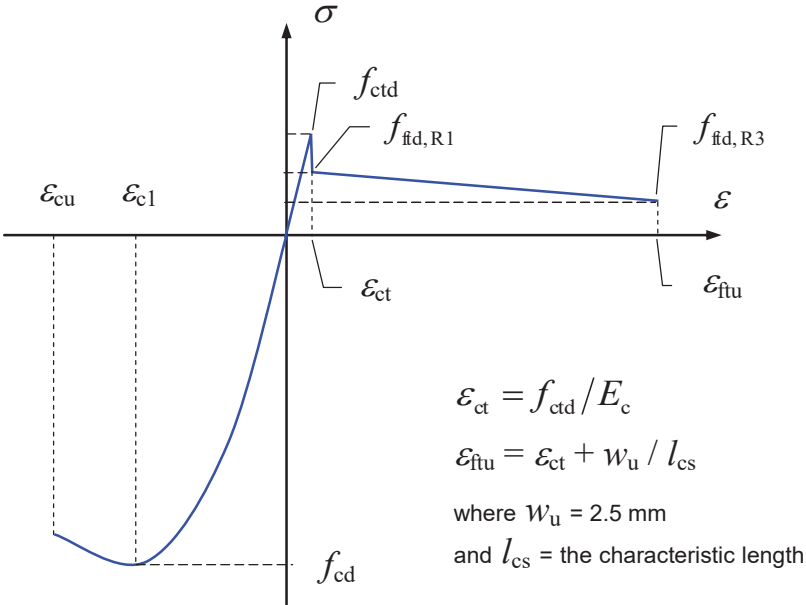 σ
f_ctd
f_ftd, R1
f_ftd, R3
ε_cu
ε_c1
ε
ε_ct
ε_ftu
ε_ct = f_ctd / E_c
ε_ftu = ε_ct + w_u / l_cs
where w_u = 2.5 mm
and l_cs = the characteristic length
f_cd